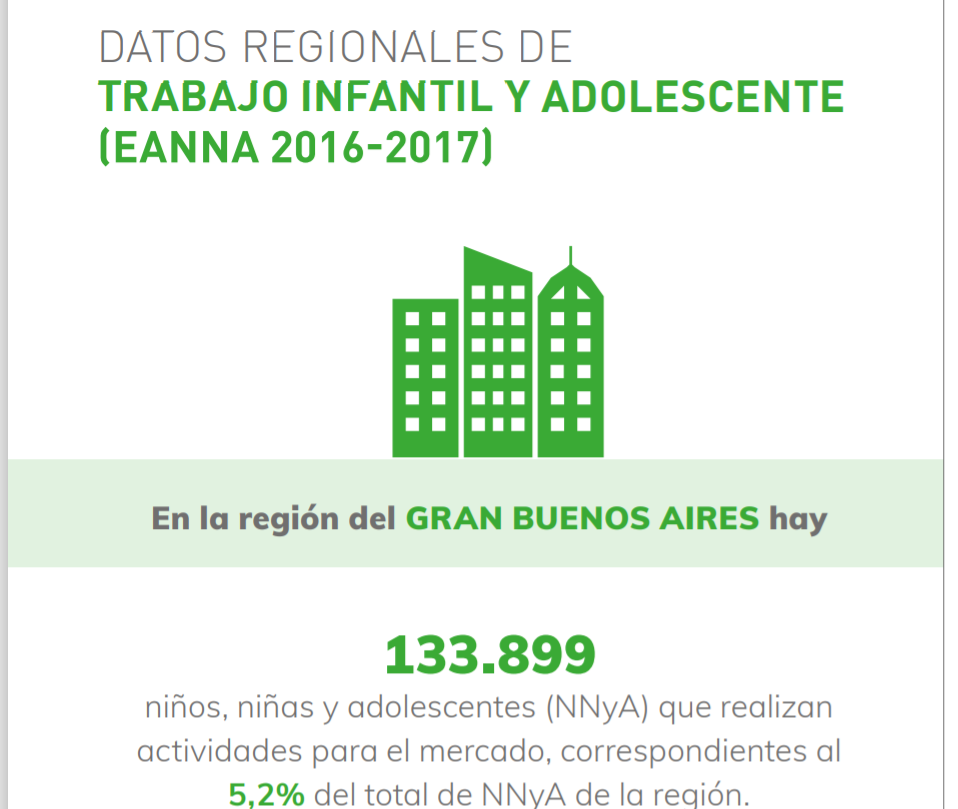 DATOS REGIONALES DE
TRABAJO INFANTIL Y ADOLESCENTE
(EANNA 2016-2017)
En la región del GRAN BUENOS AIRES hay
133.899
niños, niñas y adolescentes (NNyA) que realizan
actividades para el mercado, correspondientes al
5,2% del total de NNyA de la región.